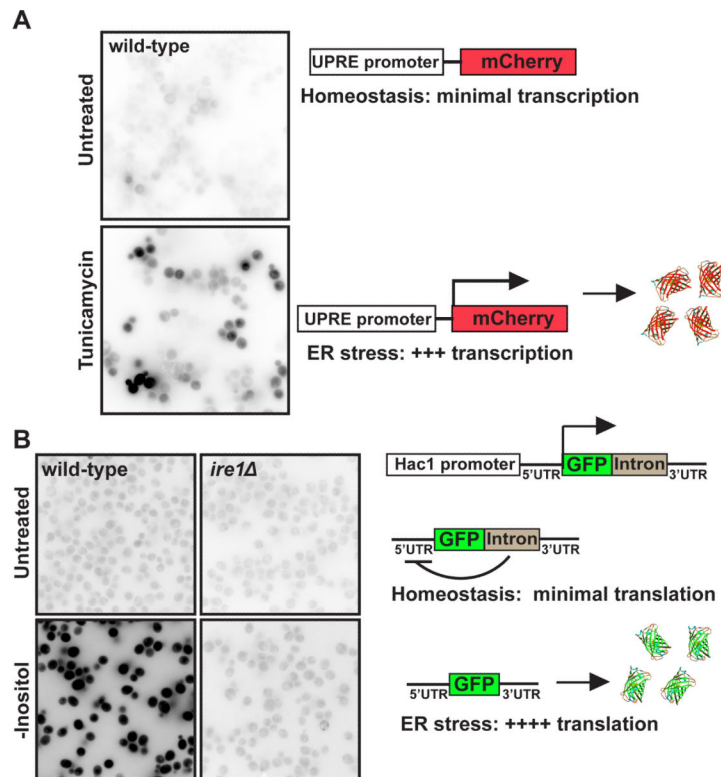 A
wild-type
Untreated
UPRE promoter
mCherry
Homeostasis: minimal transcription
Tunicamycin
UPRE promoter
mCherry
ER stress: +++ transcription
B
wild-type
ire1Δ
Untreated
Hac1 promoter
5'UTR
GFP
Intron
3'UTR
5'UTR
GFP
Intron
3'UTR
Homeostasis: minimal translation
-Inositol
5'UTR
GFP
3'UTR
ER stress: ++++ translation